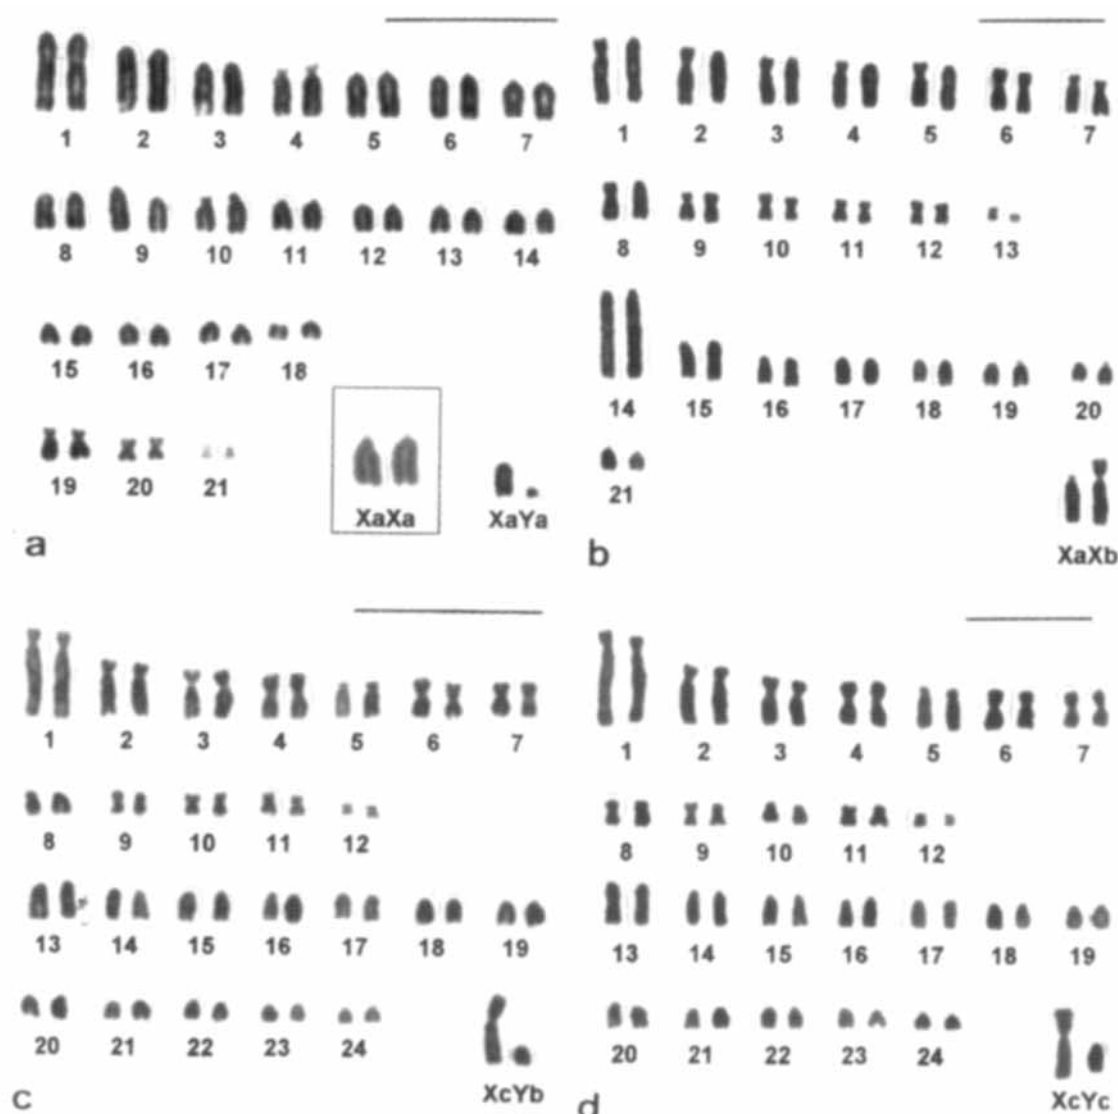 1 2 3 4 5 6 7
8 9 10 11 12 13 14
15 16 17 18
19 20 21
XaXa
XaYa
a
1 2 3 4 5 6 7
8 9 10 11 12 13
14 15 16 17 18 19 20
21
XaXb
b
1 2 3 4 5 6 7
8 9 10 11 12
13 14 15 16 17 18 19
20 21 22 23 24
XcYb
c
1 2 3 4 5 6 7
8 9 10 11 12
13 14 15 16 17 18 19
20 21 22 23 24
XcYc
d